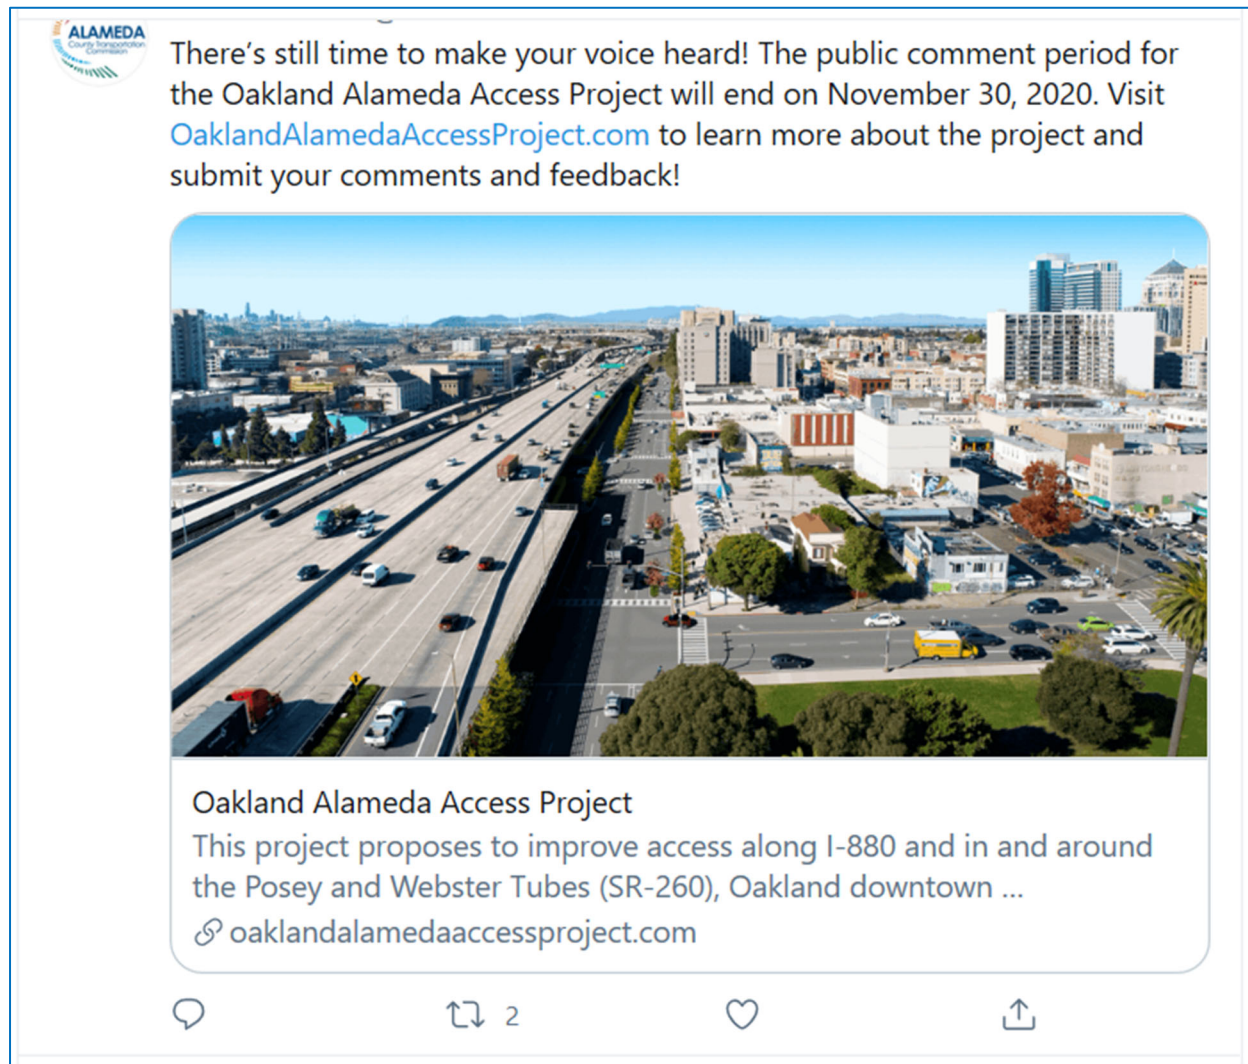 ALAMEDA
County Transportation
Commission
There's still time to make your voice heard! The public comment period for
the Oakland Alameda Access Project will end on November 30, 2020. Visit
OaklandAlamedaAccessProject.com to learn more about the project and
submit your comments and feedback!
Oakland Alameda Access Project
This project proposes to improve access along I-880 and in and around
the Posey and Webster Tubes (SR-260), Oakland downtown ...
oaklandalamedaaccessproject.com
2